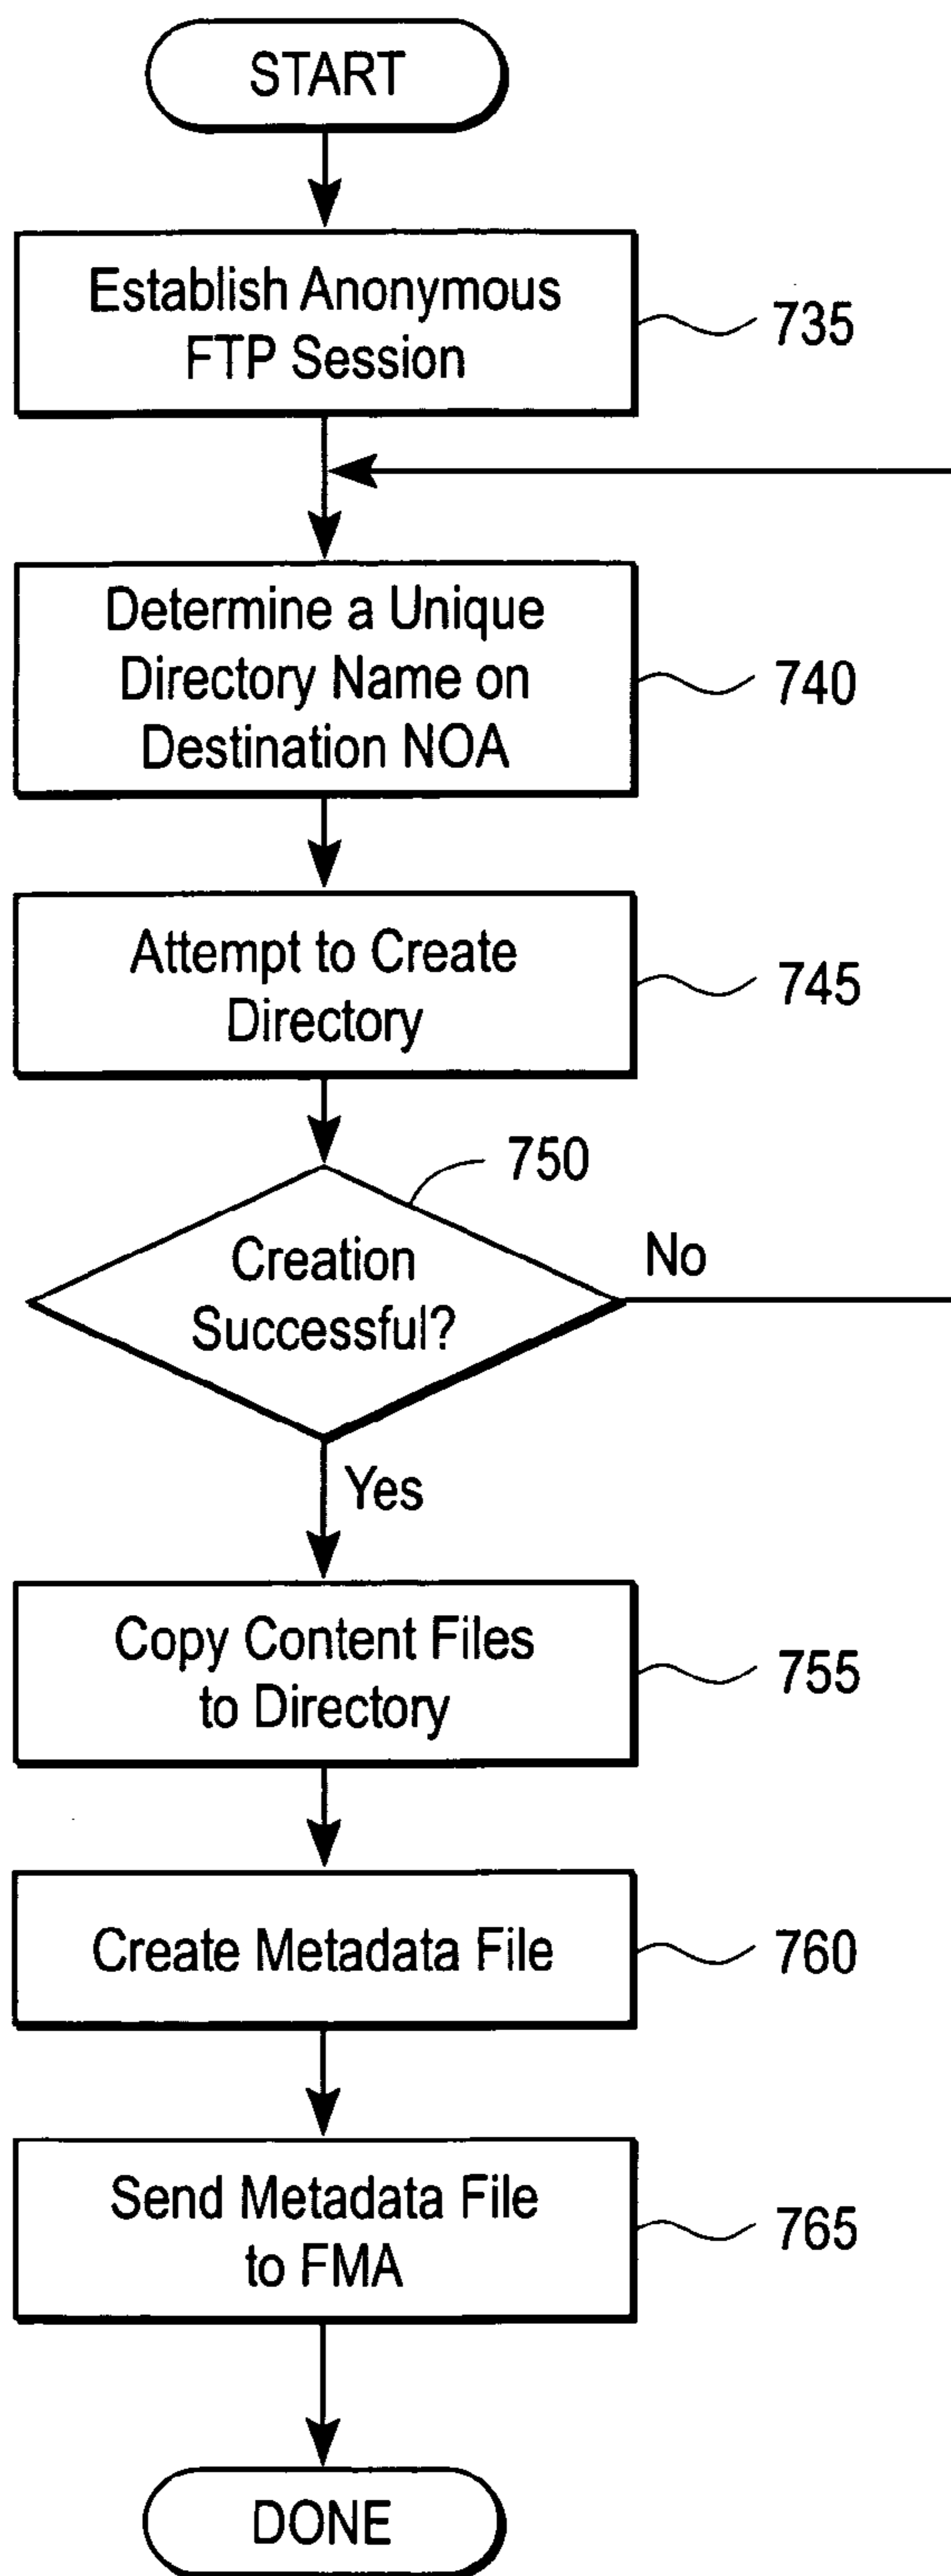 START
Establish Anonymous
FTP Session
735
Determine a Unique
Directory Name on
Destination NOA
740
Attempt to Create
Directory
745
750
Creation
Successful?
No
Yes
Copy Content Files
to Directory
755
Create Metadata File
760
Send Metadata File
to FMA
765
DONE